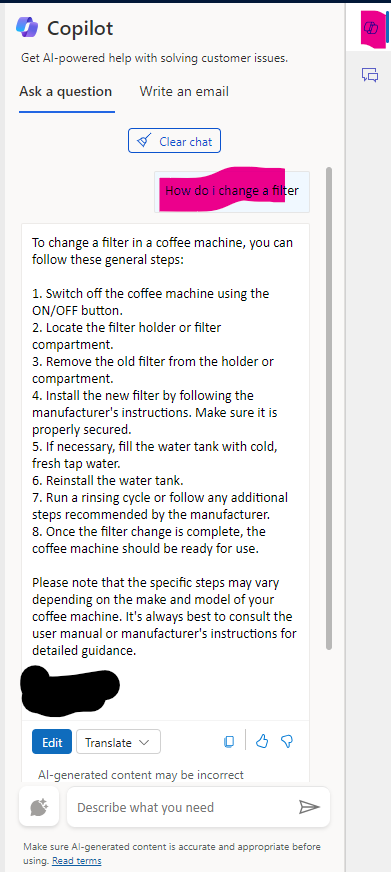 Copilot
Get AI-powered help with solving customer issues.
Ask a question
Write an email
Clear chat
How do i change a filter
To change a filter in a coffee machine, you can
follow these general steps:
1. Switch off the coffee machine using the
ON/OFF button.
2. Locate the filter holder or filter
compartment.
3. Remove the old filter from the holder or
compartment.
4. Install the new filter by following the
manufacturer's instructions. Make sure it is
properly secured.
5. If necessary, fill the water tank with cold,
fresh tap water.
6. Reinstall the water tank.
7. Run a rinsing cycle or follow any additional
steps recommended by the manufacturer.
8. Once the filter change is complete, the
coffee machine should be ready for use.
Please note that the specific steps may vary
depending on the make and model of your
coffee machine. It's always best to consult the
user manual or manufacturer's instructions for
detailed guidance.
Edit
Translate
AI-generated content may be incorrect
Describe what you need
Make sure AI-generated content is accurate and appropriate before
using. Read terms